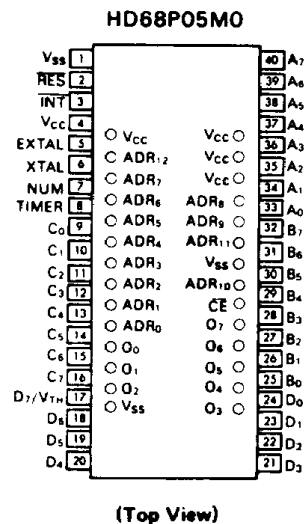 HD68P05M0
VSS 1 40 A7
R̅E̅S̅ 2 39 A6
I̅N̅T̅ 3 38 A5
VCC 4 37 A4
EXTAL 5 VCC VCC 36 A3
XTAL 6 ADR12 VCC 35 A2
NUM 7 ADR7 VCC 34 A1
TIMER 8 ADR6 ADR8 33 A0
C0 9 ADR5 ADR9 32 B7
C1 10 ADR4 ADR11 31 B6
C2 11 ADR3 VSS 30 B5
C3 12 ADR2 ADR10 29 B4
C4 13 ADR1 C̅E̅ 28 B3
C5 14 ADR0 O7 27 B2
C6 15 O0 O6 26 B1
C7 16 O1 O5 25 B0
D7/VTH 17 O2 O4 24 D0
D6 18 VSS O3 23 D1
D5 19 22 D2
D4 20 21 D3
(Top View)